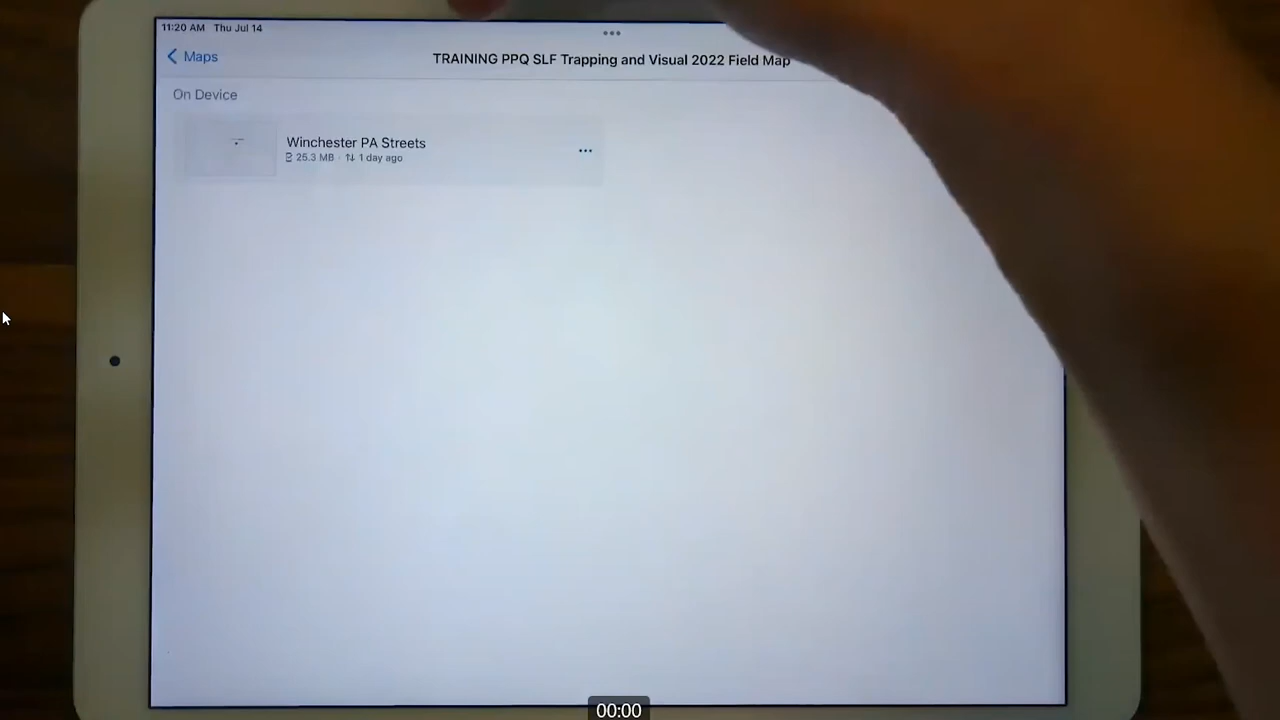 11:20 AM Thu Jul 14
Maps
TRAINING PPQ SLF Trapping and Visual 2022 Field Map
On Device
Winchester PA Streets
25.3 MB · 1 day ago
00:00